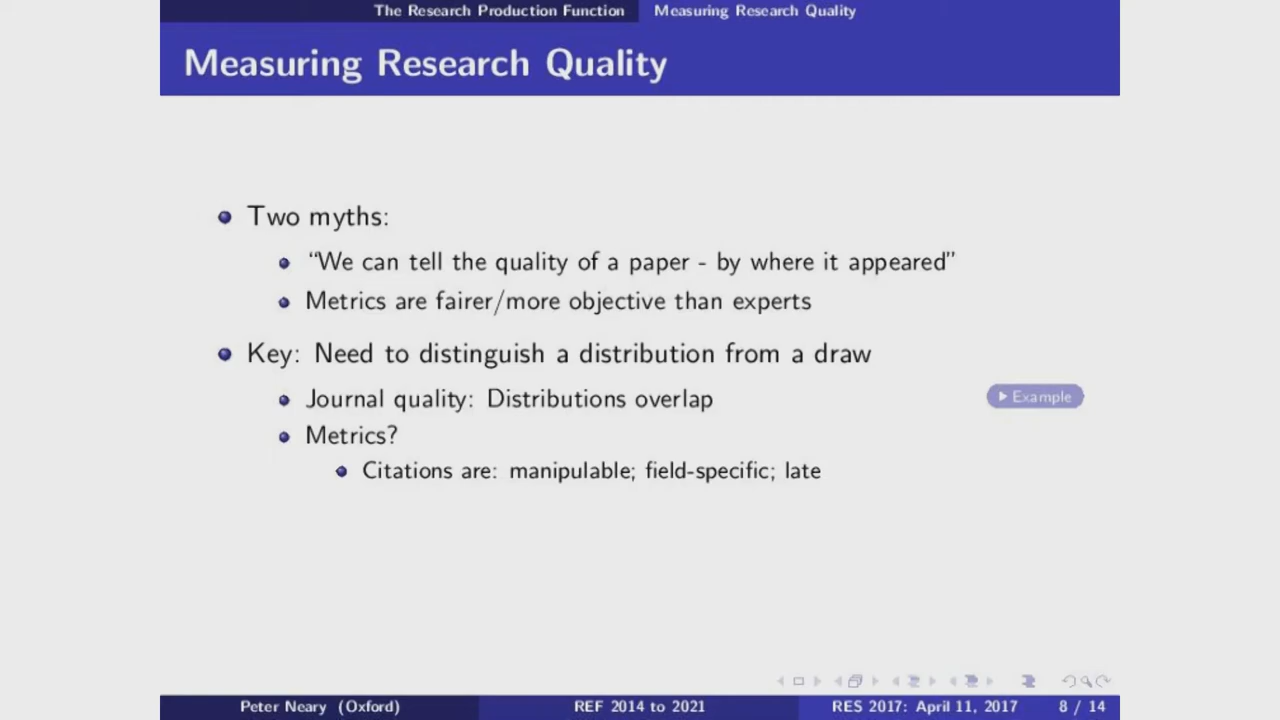 The Research Production Function Measuring Research Quality
Measuring Research Quality
Two myths:
“We can tell the quality of a paper - by where it appeared”
Metrics are fairer/more objective than experts
Key: Need to distinguish a distribution from a draw
Journal quality: Distributions overlap
Example
Metrics?
Citations are: manipulable; field-specific; late
Peter Neary (Oxford) REF 2014 to 2021 RES 2017: April 11, 2017 8 / 14